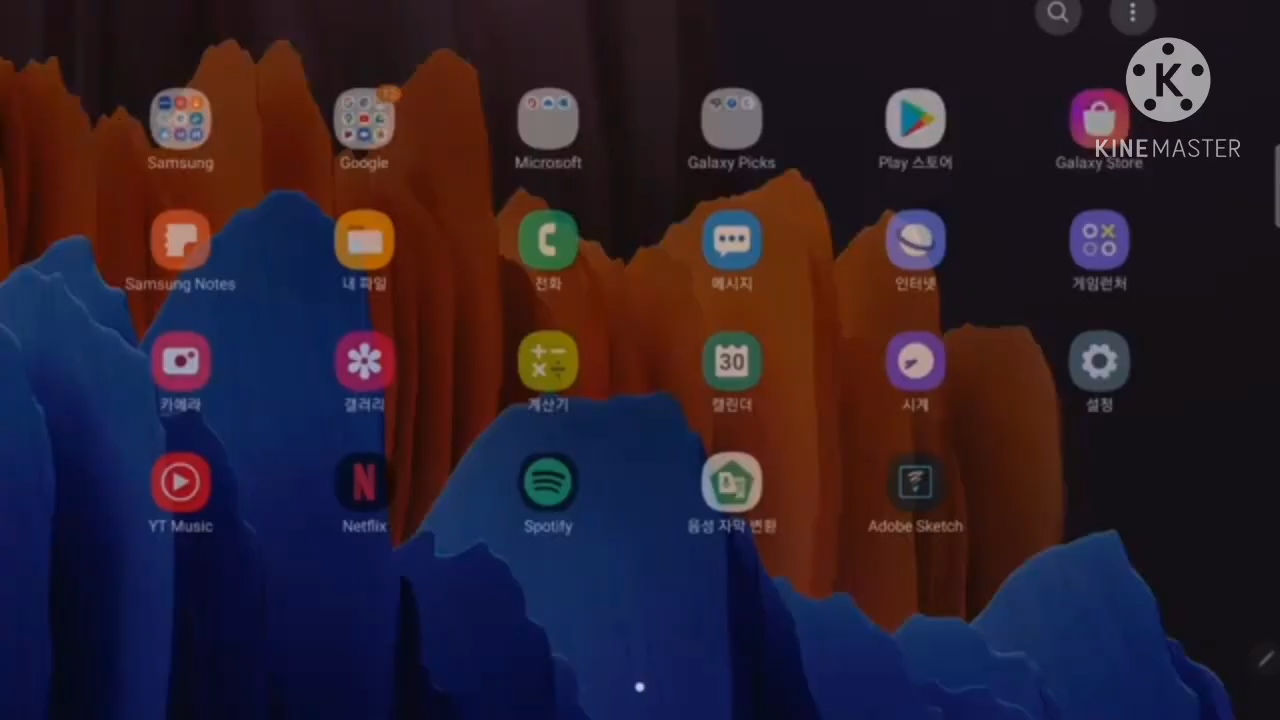 K
KINEMASTER
Samsung
Google
Microsoft
Galaxy Picks
Play 스토어
Galaxy Store
Samsung Notes
내 파일
전화
메시지
인터넷
게임런처
카메라
갤러리
계산기
30
캘린더
시계
설정
YT Music
N
Netflix
Spotify
음성 자막 변환
Adobe Sketch